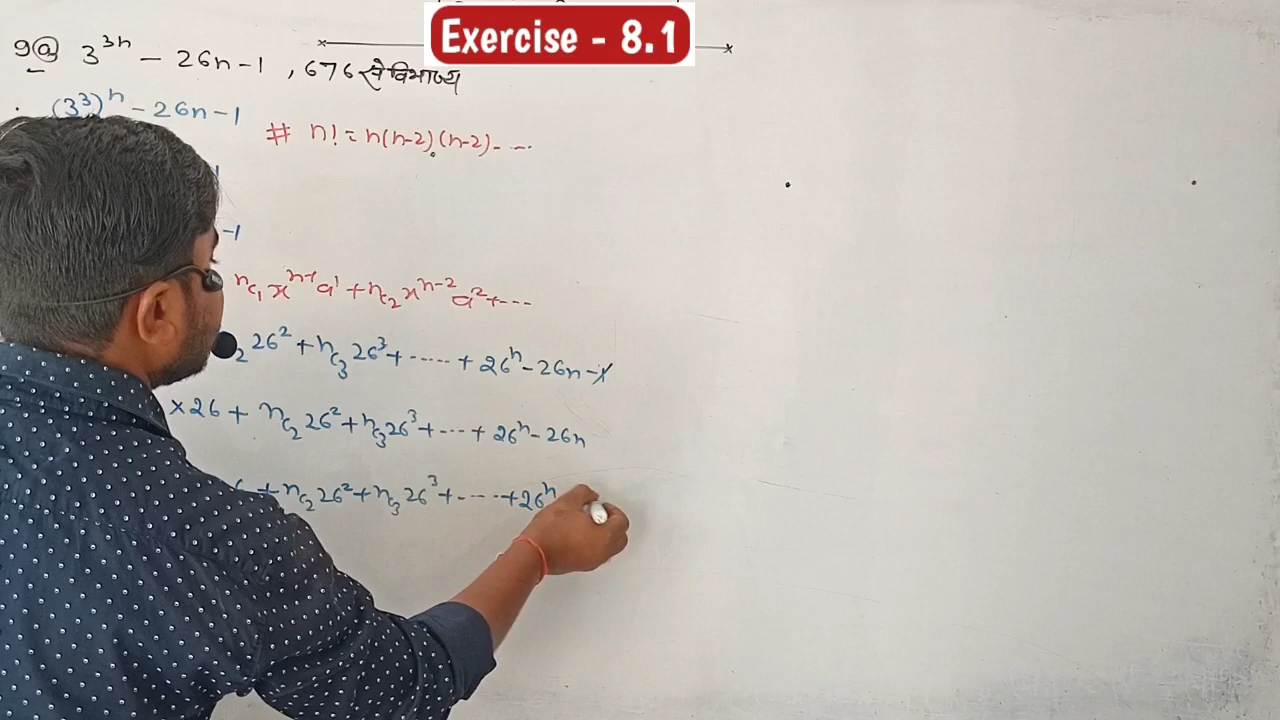 Exercise - 8.1
9(a) 3^{3n} - 26n - 1 , 676 से विभाज्य
(3^3)^n - 26n - 1
# n! = n(n-2).(n-2)- ---
-1
nc₁ x^{n-1} a^1 + nc₂ x^{n-2} a^2 + ---
₂ 26^2 + nc₃ 26^3 + ----- + 26^n - 26n - 1
× 26 + nc₂ 26^2 + nc₃ 26^3 + --- + 26^n - 26n
+ nc₂ 26^2 + nc₃ 26^3 + ---- + 26^n